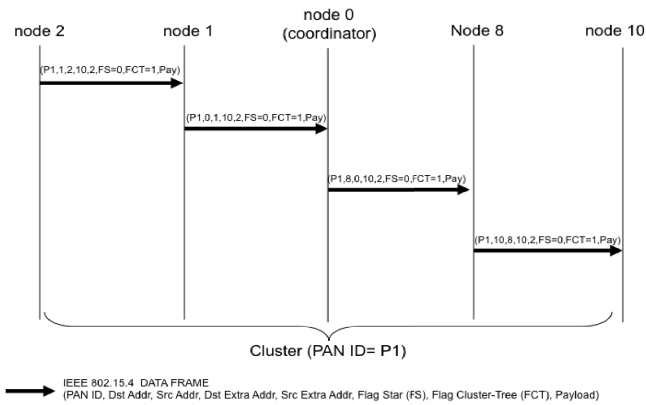 node 2
node 1
node 0
(coordinator)
Node 8
node 10
(P1,1,2,10,2,FS=0,FCT=1,Pay)
(P1,0,1,10,2,FS=0,FCT=1,Pay)
(P1,8,0,10,2,FS=0,FCT=1,Pay)
(P1,10,8,10,2,FS=0,FCT=1,Pay)
Cluster (PAN ID= P1)
IEEE 802.15.4 DATA FRAME
(PAN ID, Dst Addr, Src Addr, Dst Extra Addr, Src Extra Addr, Flag Star (FS), Flag Cluster-Tree (FCT), Payload)